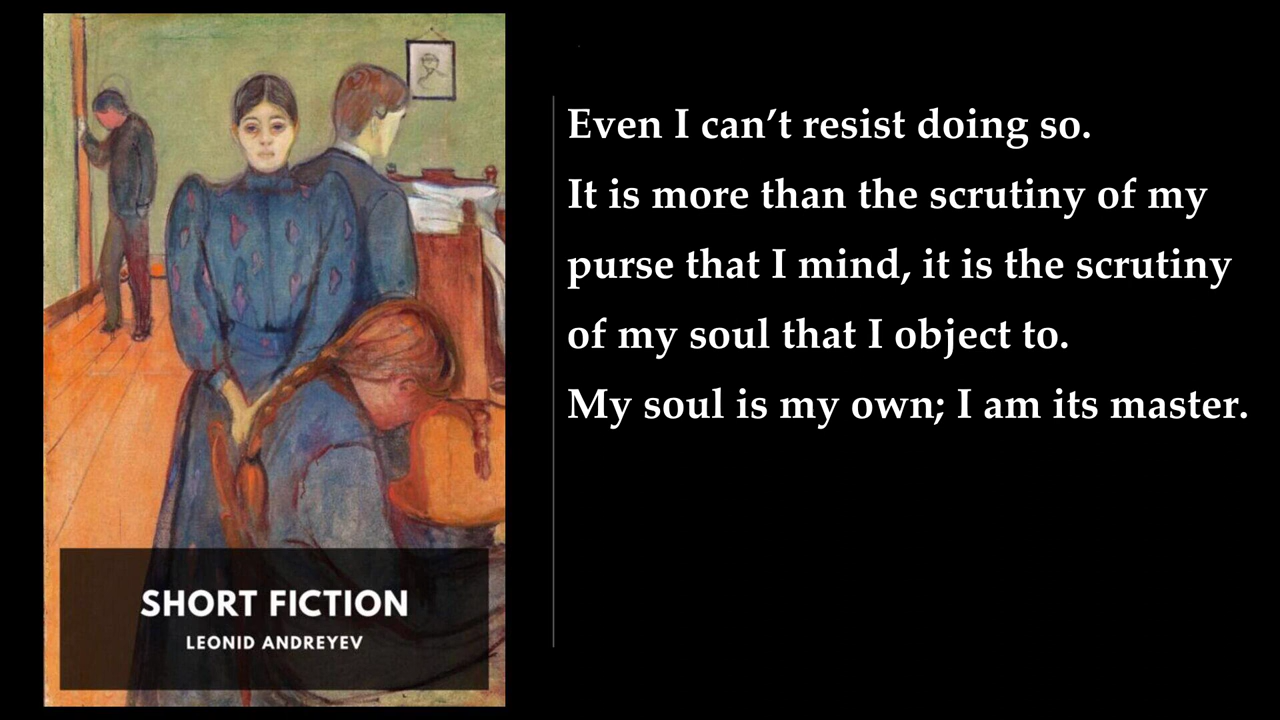 Even I can’t resist doing so.
It is more than the scrutiny of my
purse that I mind, it is the scrutiny
of my soul that I object to.
My soul is my own; I am its master.
SHORT FICTION
LEONID ANDREYEV